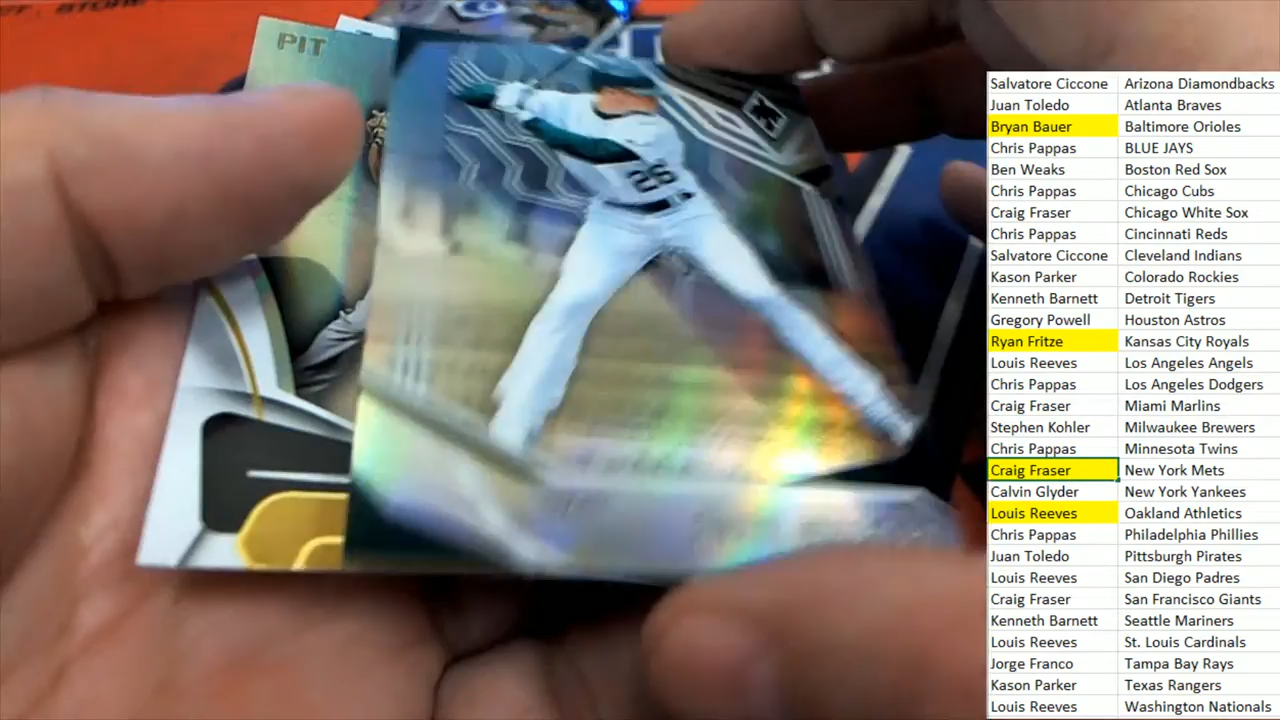 PIT
26
Salvatore Ciccone Arizona Diamondbacks
Juan Toledo Atlanta Braves
Bryan Bauer Baltimore Orioles
Chris Pappas BLUE JAYS
Ben Weaks Boston Red Sox
Chris Pappas Chicago Cubs
Craig Fraser Chicago White Sox
Chris Pappas Cincinnati Reds
Salvatore Ciccone Cleveland Indians
Kason Parker Colorado Rockies
Kenneth Barnett Detroit Tigers
Gregory Powell Houston Astros
Ryan Fritze Kansas City Royals
Louis Reeves Los Angeles Angels
Chris Pappas Los Angeles Dodgers
Craig Fraser Miami Marlins
Stephen Kohler Milwaukee Brewers
Chris Pappas Minnesota Twins
Craig Fraser New York Mets
Calvin Glyder New York Yankees
Louis Reeves Oakland Athletics
Chris Pappas Philadelphia Phillies
Juan Toledo Pittsburgh Pirates
Louis Reeves San Diego Padres
Craig Fraser San Francisco Giants
Kenneth Barnett Seattle Mariners
Louis Reeves St. Louis Cardinals
Jorge Franco Tampa Bay Rays
Kason Parker Texas Rangers
Louis Reeves Washington Nationals